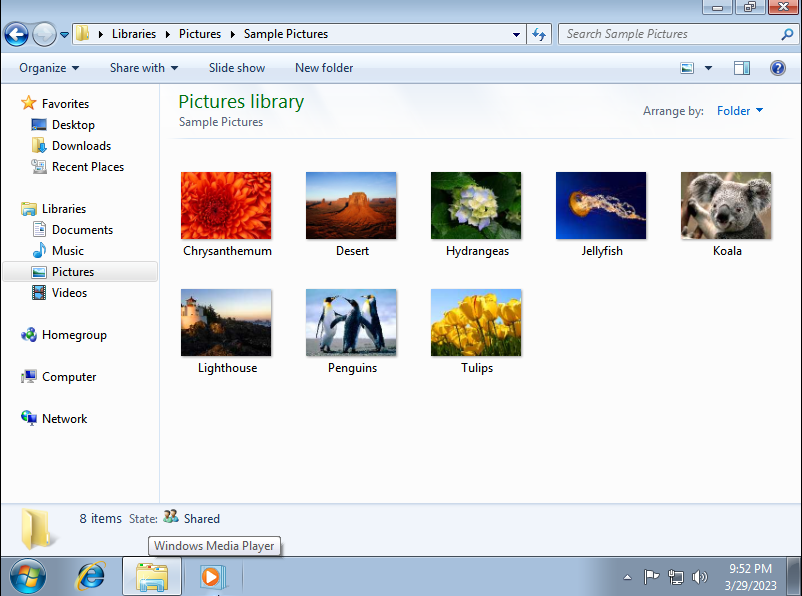 Libraries Pictures Sample Pictures
Search Sample Pictures
Organize Share with Slide show New folder
Favorites
Desktop
Downloads
Recent Places
Libraries
Documents
Music
Pictures
Videos
Homegroup
Computer
Network
Pictures library
Sample Pictures
Arrange by: Folder
Chrysanthemum Desert Hydrangeas Jellyfish Koala
Lighthouse Penguins Tulips
8 items State: Shared
Windows Media Player
9:52 PM
3/29/2023